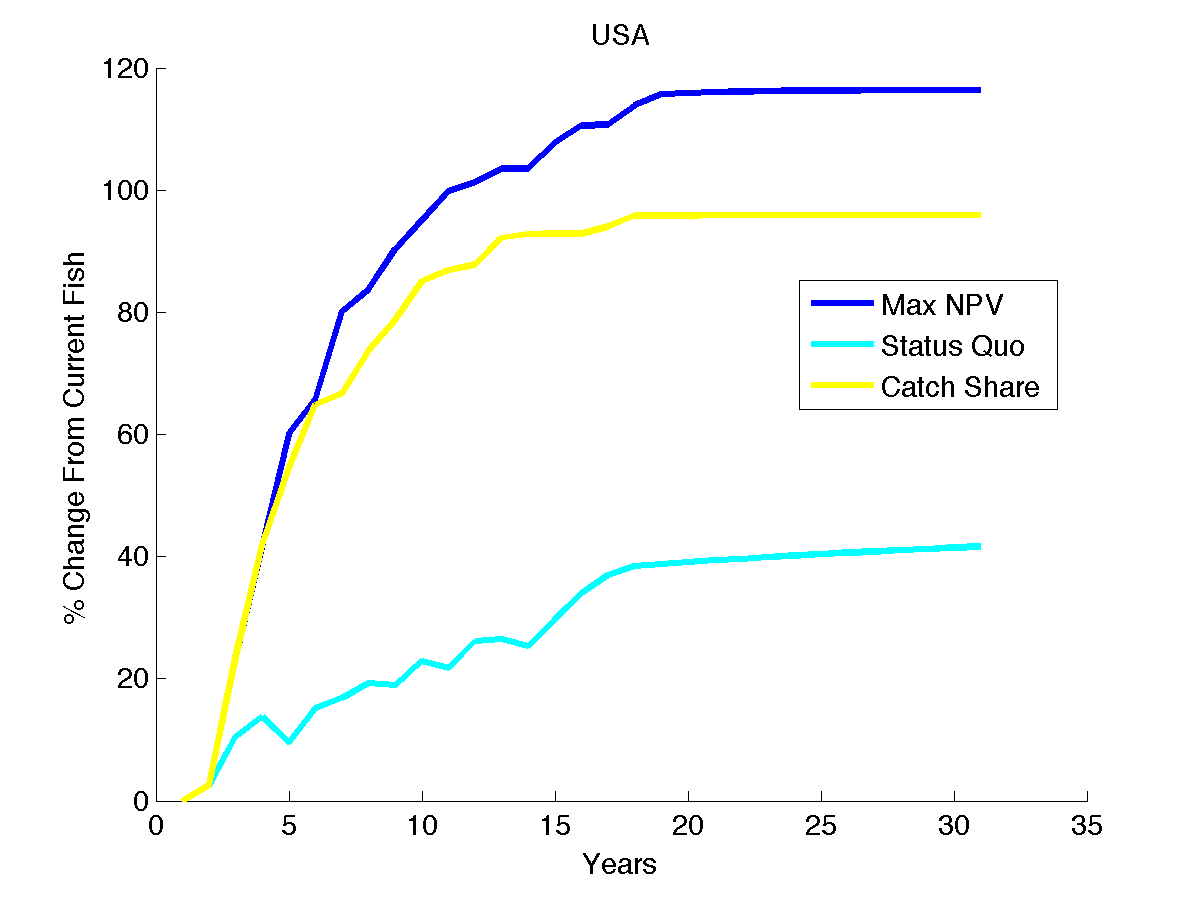 USA
120
100
80
60
40
20
0
% Change From Current Fish
Max NPV
Status Quo
Catch Share
0 5 10 15 20 25 30 35
Years